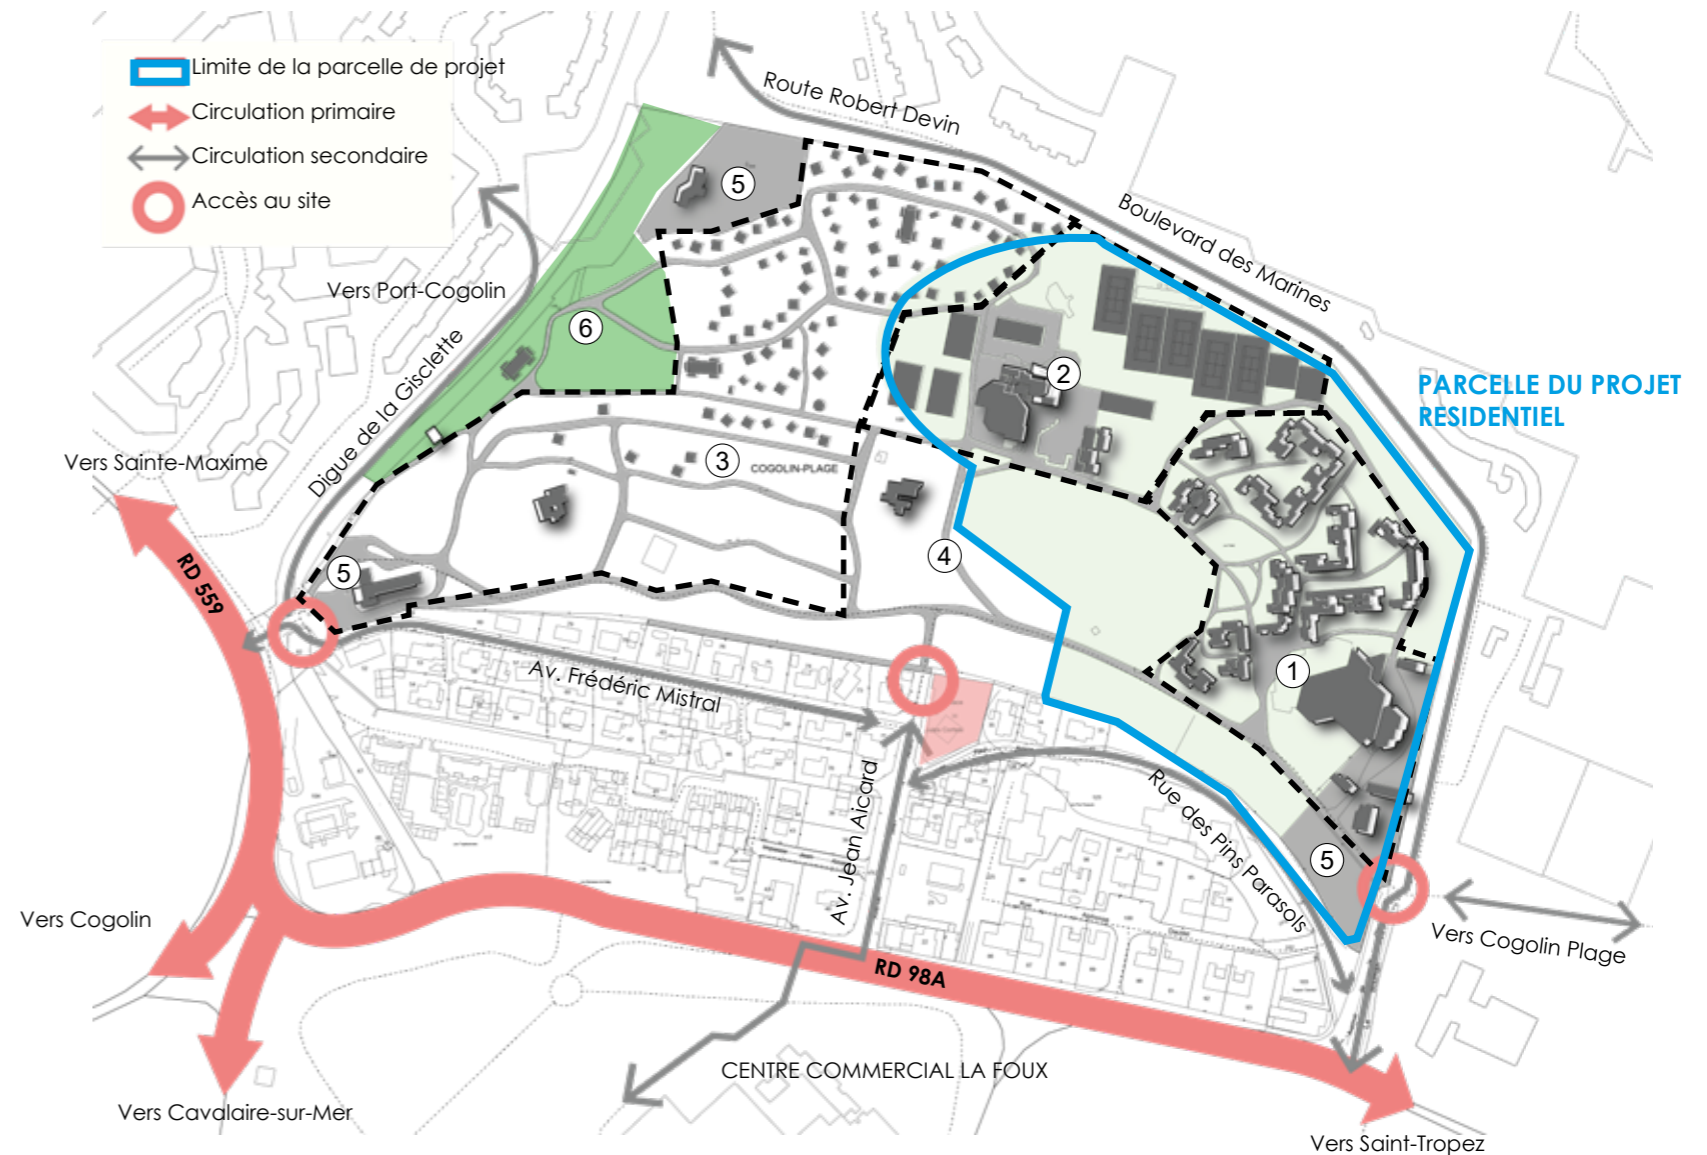 Limite de la parcelle de projet
Circulation primaire
Circulation secondaire
Accès au site
Route Robert Devin
Boulevard des Marines
5
Vers Port-Cogolin
6
2
PARCELLE DU PROJET
RESIDENTIEL
Digue de la Gisclette
Vers Sainte-Maxime
3
COGOLIN-PLAGE
4
RD 559
5
1
Av. Frédéric Mistral
Av. Jean Aicard
Rue des Pins Parasols
5
Vers Cogolin
Vers Cogolin Plage
RD 98A
CENTRE COMMERCIAL LA FOUX
Vers Cavalaire-sur-Mer
Vers Saint-Tropez